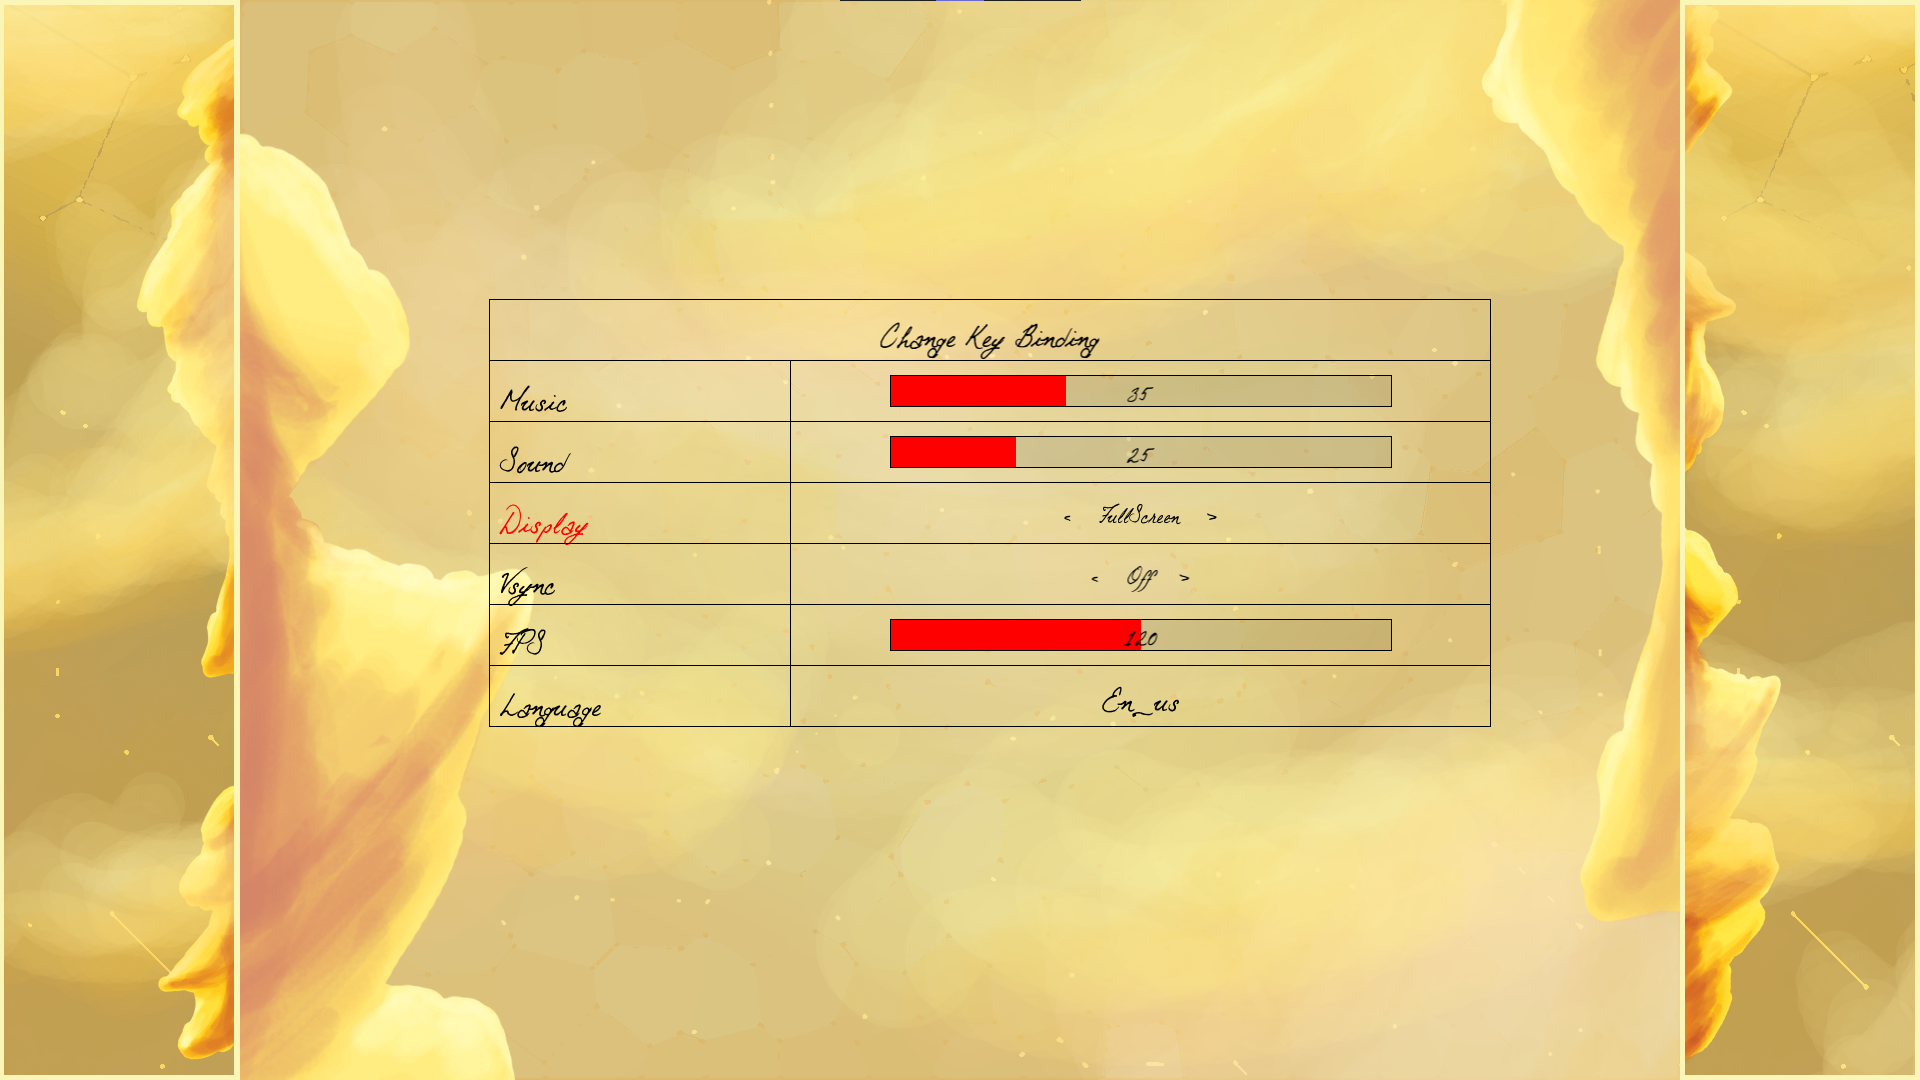 Change Key Binding
Music 35
Sound 25
Display < FullScreen >
Vsync < Off >
FPS 120
Language En_us